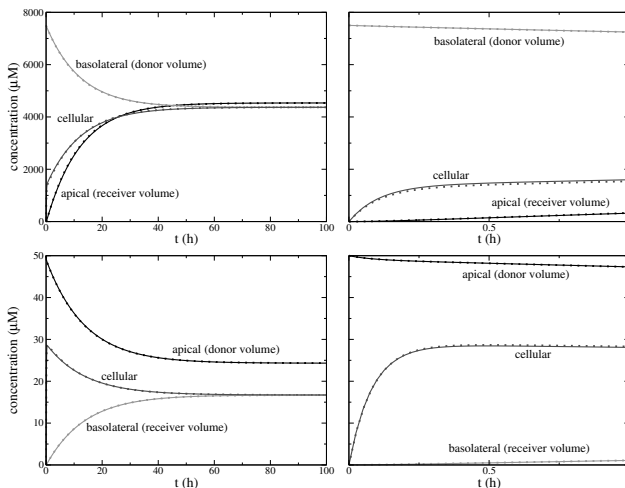 8000
6000
4000
2000
0
concentration (μM)
basolateral (donor volume)
cellular
apical (receiver volume)
0 20 40 60 80 100
t (h)
basolateral (donor volume)
cellular
apical (receiver volume)
0 0.5
t (h)
50
40
30
20
10
0
concentration (μM)
apical (donor volume)
cellular
basolateral (receiver volume)
0 20 40 60 80 100
t (h)
apical (donor volume)
cellular
basolateral (receiver volume)
0 0.5
t (h)